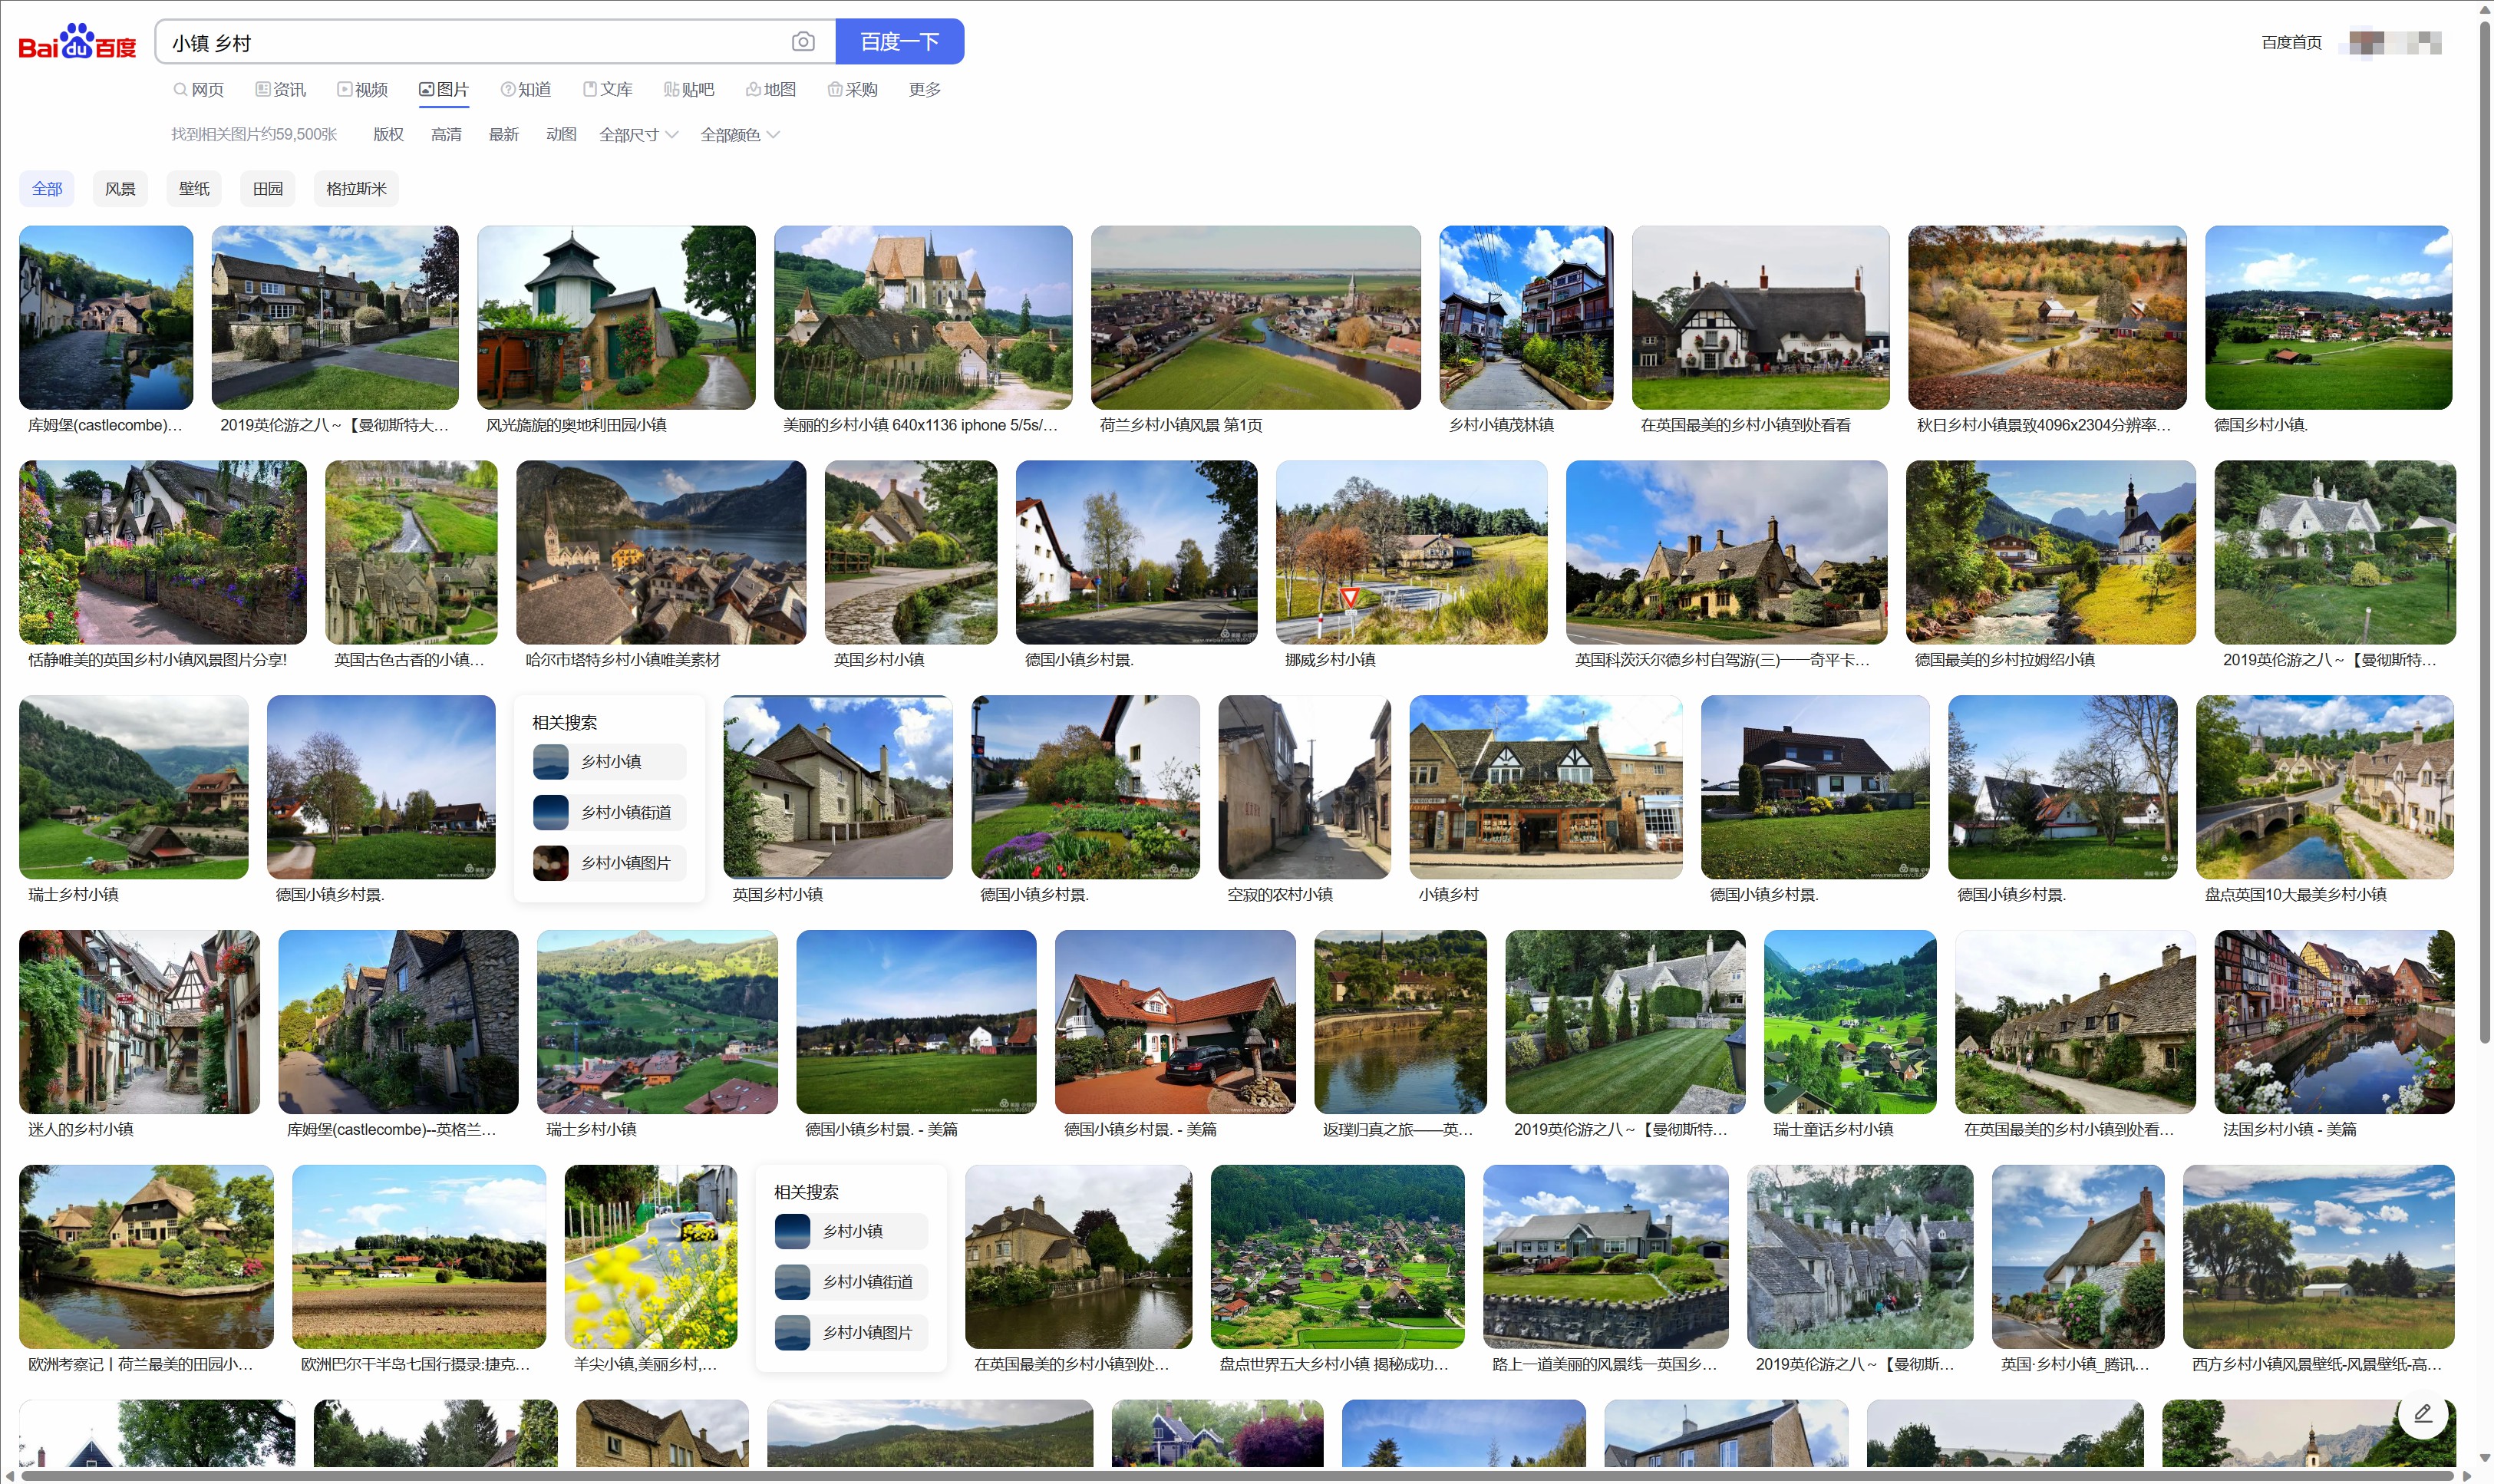 Bai du 百度
小镇 乡村
百度一下
百度首页
网页 资讯 视频 图片 知道 文库 贴吧 地图 采购 更多
找到相关图片约59,500张 版权 高清 最新 动图 全部尺寸 全部颜色
全部 风景 壁纸 田园 格拉斯米
库姆堡(castlecombe)...
2019英伦游之八～【曼彻斯特大...
风光旖旎的奥地利田园小镇
美丽的乡村小镇 640x1136 iphone 5/5s/...
荷兰乡村小镇风景 第1页
乡村小镇茂林镇
在英国最美的乡村小镇到处看看
秋日乡村小镇景致4096x2304分辨率...
德国乡村小镇.
恬静唯美的英国乡村小镇风景图片分享!
英国古色古香的小镇...
哈尔市塔特乡村小镇唯美素材
英国乡村小镇
德国小镇乡村景.
挪威乡村小镇
英国科茨沃尔德乡村自驾游(三)——奇平卡...
德国最美的乡村拉姆绍小镇
2019英伦游之八～【曼彻斯特...
瑞士乡村小镇
德国小镇乡村景.
相关搜索
乡村小镇
乡村小镇街道
乡村小镇图片
英国乡村小镇
德国小镇乡村景.
空寂的农村小镇
小镇乡村
德国小镇乡村景.
德国小镇乡村景.
盘点英国10大最美乡村小镇
迷人的乡村小镇
库姆堡(castlecombe)--英格兰...
瑞士乡村小镇
德国小镇乡村景. - 美篇
德国小镇乡村景. - 美篇
返璞归真之旅——英...
2019英伦游之八～【曼彻斯特...
瑞士童话乡村小镇
在英国最美的乡村小镇到处看...
法国乡村小镇 - 美篇
欧洲考察记丨荷兰最美的田园小...
欧洲巴尔干半岛七国行摄录:捷克...
羊尖小镇,美丽乡村,...
相关搜索
乡村小镇
乡村小镇街道
乡村小镇图片
在英国最美的乡村小镇到处...
盘点世界五大乡村小镇 揭秘成功...
路上一道美丽的风景线一英国乡...
2019英伦游之八～【曼彻斯...
英国·乡村小镇_腾讯...
西方乡村小镇风景壁纸-风景壁纸-高...